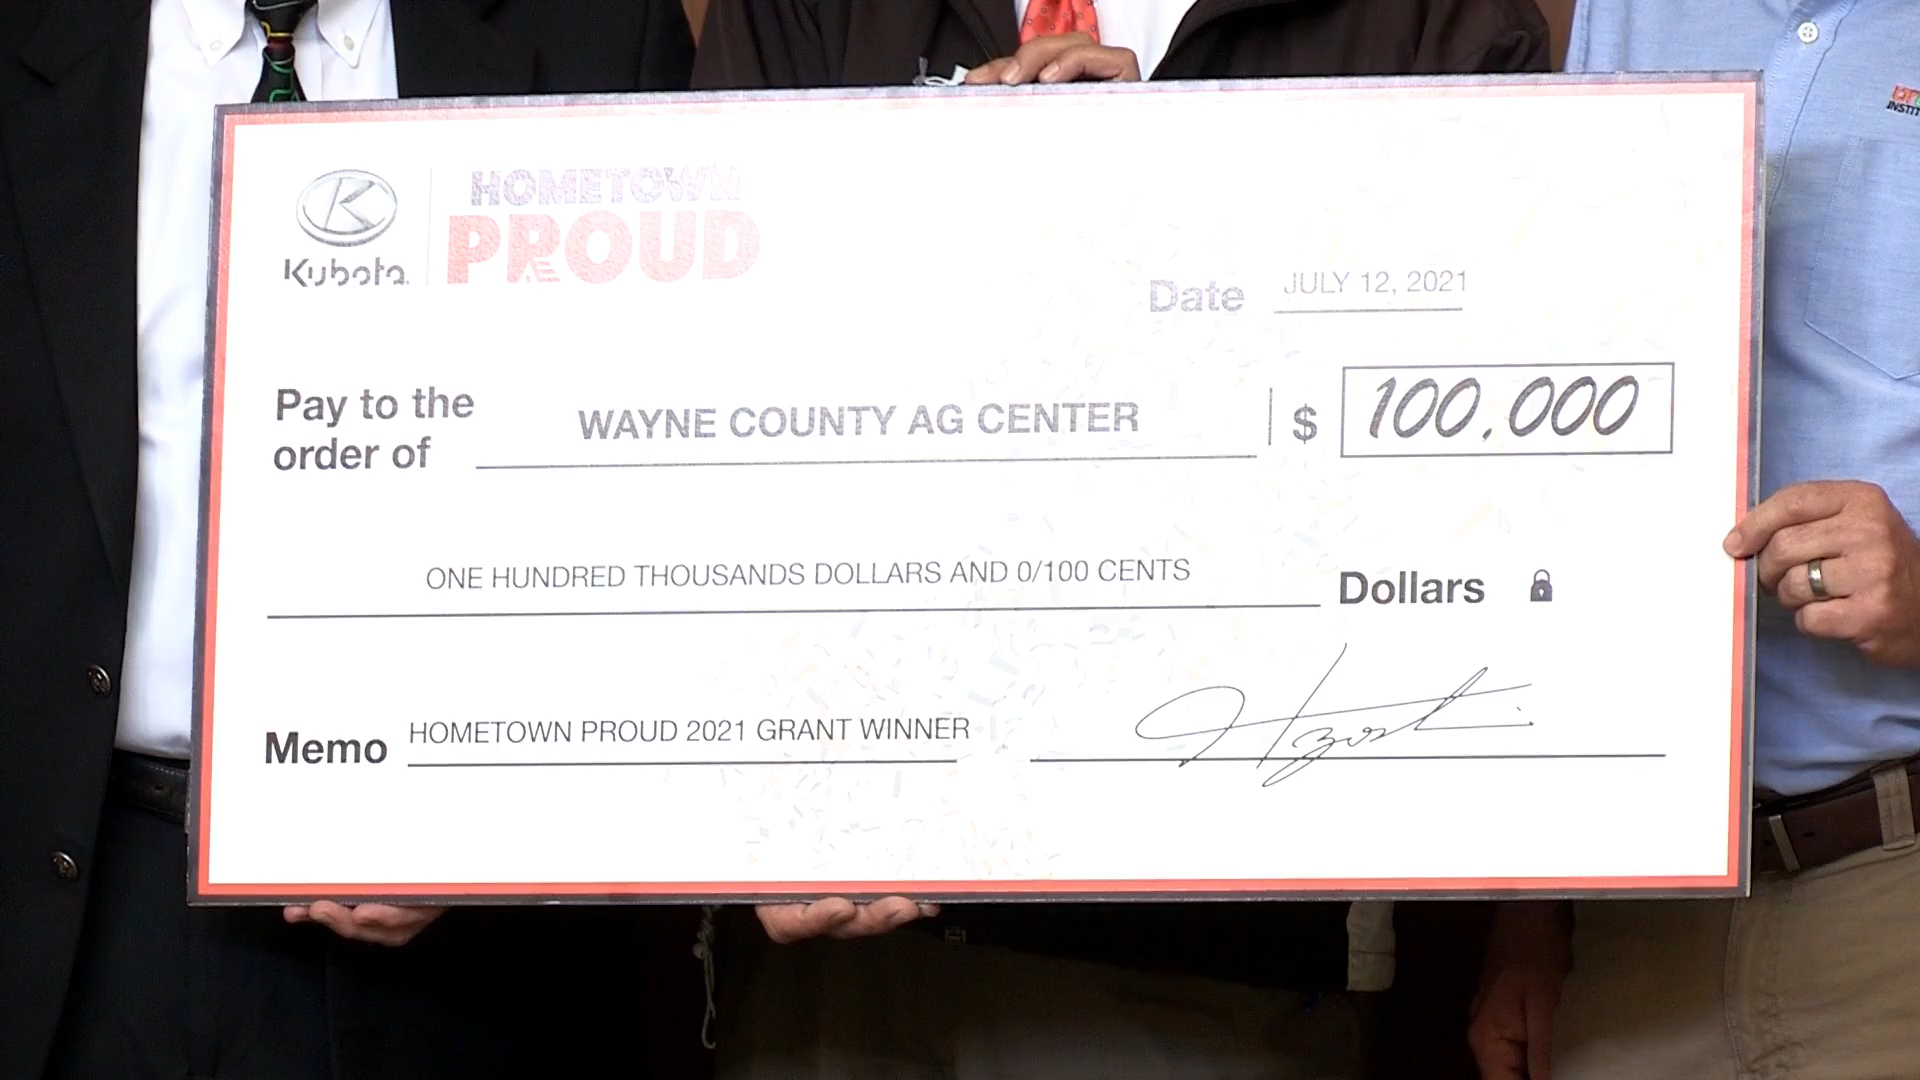 HOMETOWN
PROUD
Kubota
Date JULY 12, 2021
Pay to the
order of WAYNE COUNTY AG CENTER $ 100,000
ONE HUNDRED THOUSANDS DOLLARS AND 0/100 CENTS Dollars
Memo HOMETOWN PROUD 2021 GRANT WINNER